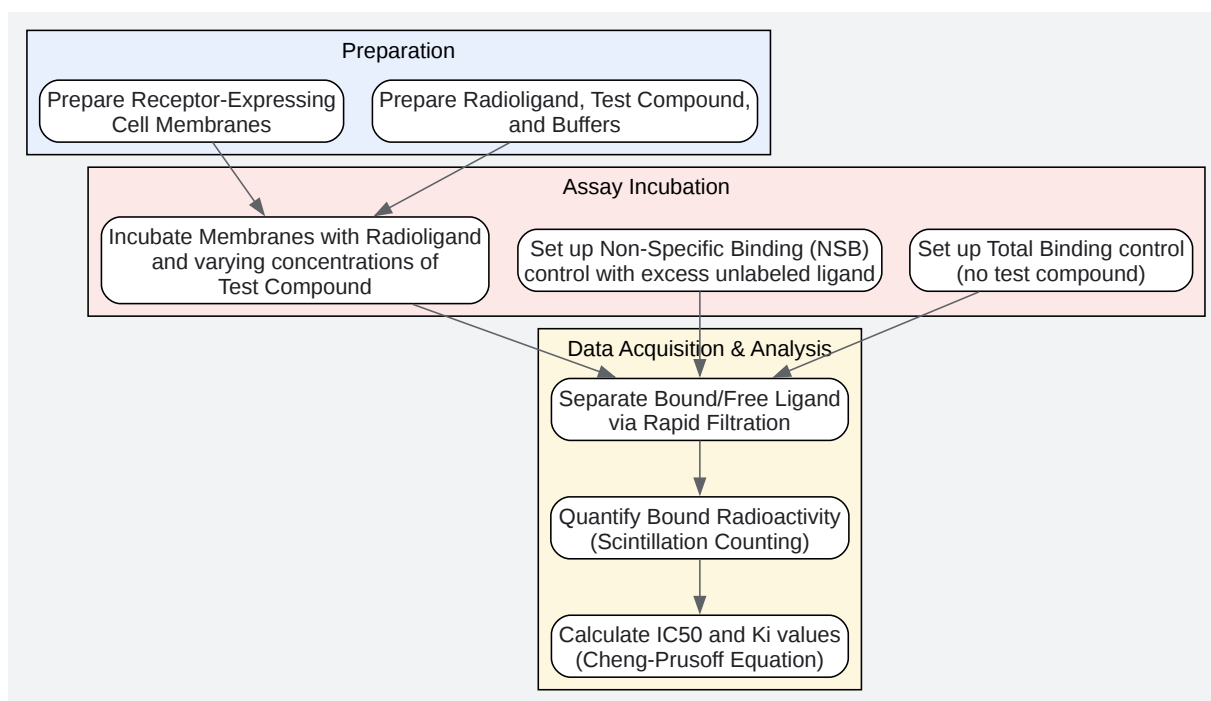 Preparation
Prepare Receptor-Expressing
Cell Membranes
Prepare Radioligand, Test Compound,
and Buffers
Assay Incubation
Incubate Membranes with Radioligand
and varying concentrations of
Test Compound
Set up Non-Specific Binding (NSB)
control with excess unlabeled ligand
Set up Total Binding control
(no test compound)
Data Acquisition & Analysis
Separate Bound/Free Ligand
via Rapid Filtration
Quantify Bound Radioactivity
(Scintillation Counting)
Calculate IC50 and Ki values
(Cheng-Prusoff Equation)